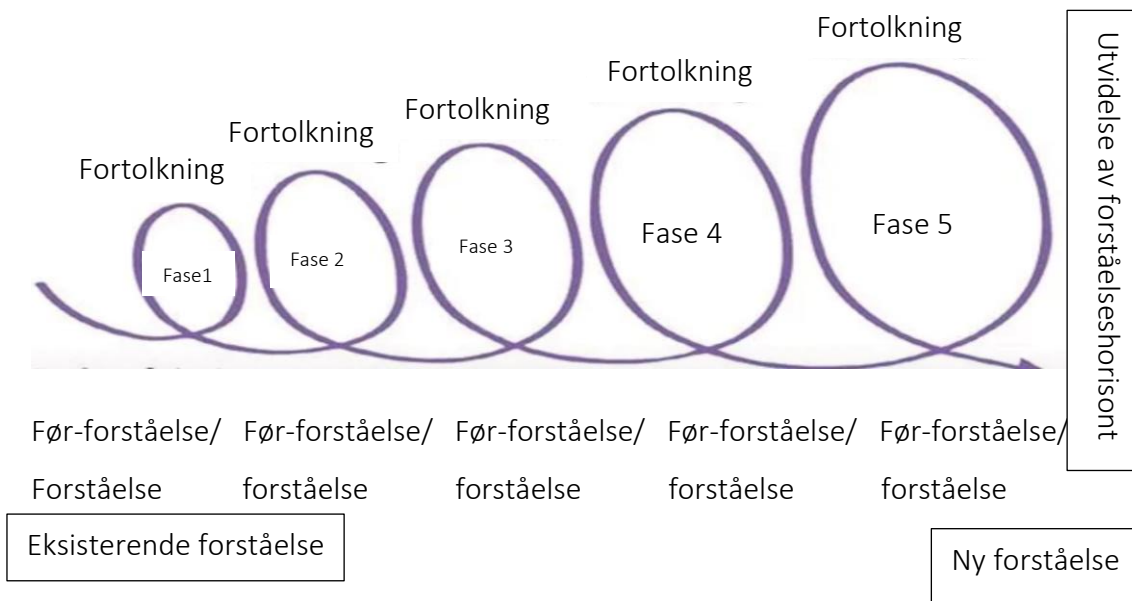 Fortolkning
Fortolkning
Fortolkning
Fortolkning
Fortolkning
Fase1
Fase 2
Fase 3
Fase 4
Fase 5
Utvidelse av forståelseshorisont
Før-forståelse/ Før-forståelse/ Før-forståelse/ Før-forståelse/ Før-forståelse/
Forståelse forståelse forståelse forståelse forståelse
Eksisterende forståelse
Ny forståelse